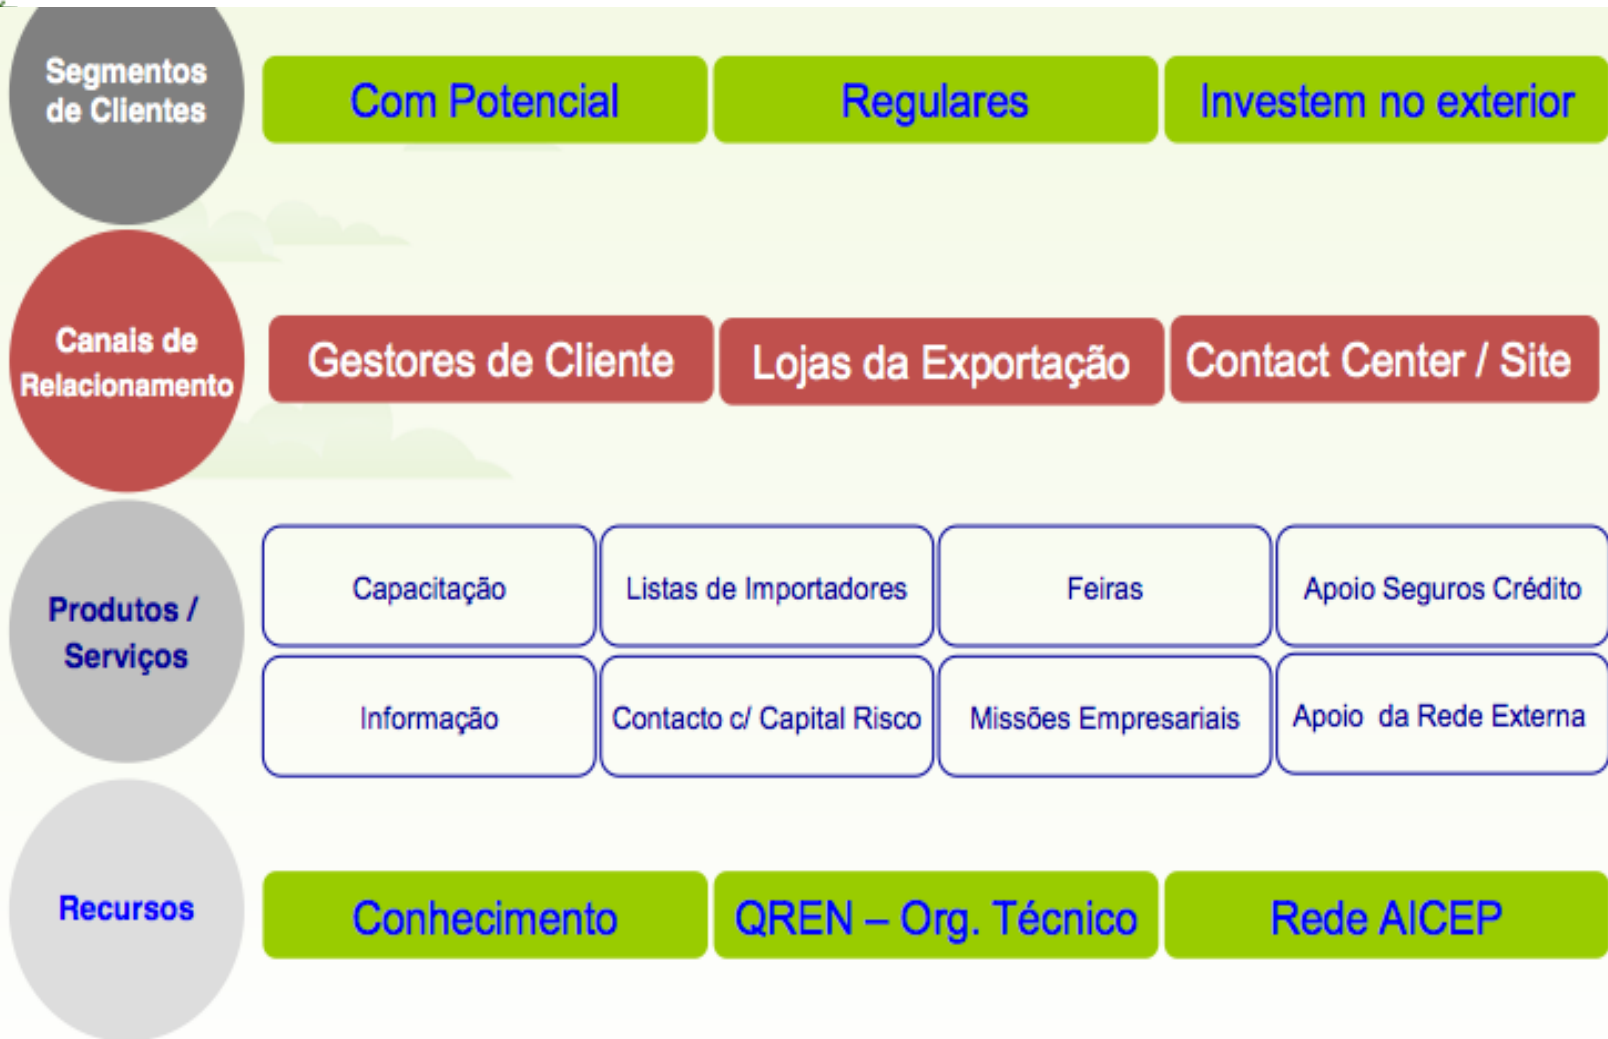 Segmentos
de Clientes
Com Potencial
Regulares
Investem no exterior
Canais de
Relacionamento
Gestores de Cliente
Lojas da Exportação
Contact Center / Site
Produtos /
Serviços
Capacitação
Listas de Importadores
Feiras
Apoio Seguros Crédito
Informação
Contacto c/ Capital Risco
Missões Empresariais
Apoio da Rede Externa
Recursos
Conhecimento
QREN – Org. Técnico
Rede AICEP